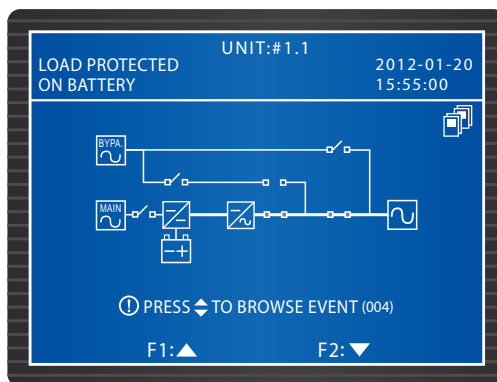 UNIT:#1.1
LOAD PROTECTED 2012-01-20
ON BATTERY 15:55:00
BYPA.
MAIN
PRESS TO BROWSE EVENT (004)
F1: F2: